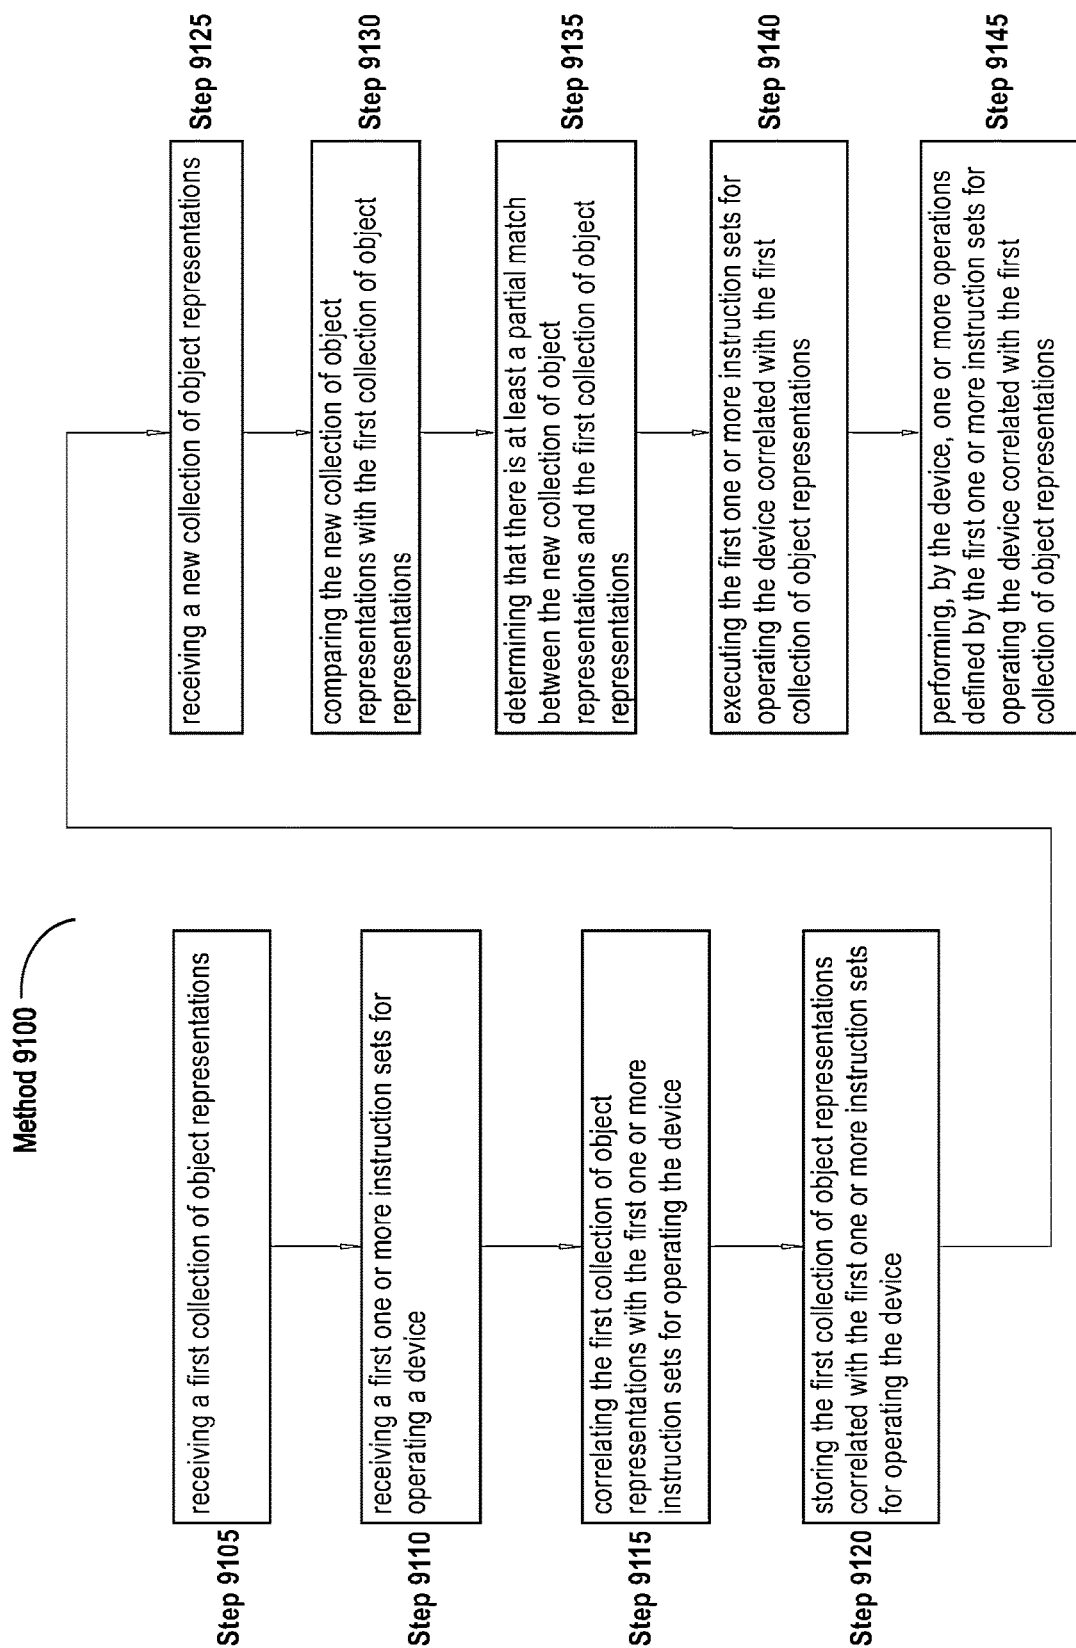 Method 9100
Step 9105
receiving a first collection of object representations
Step 9110
receiving a first one or more instruction sets for
operating a device
Step 9115
correlating the first collection of object
representations with the first one or more
instruction sets for operating the device
Step 9120
storing the first collection of object representations
correlated with the first one or more instruction sets
for operating the device
receiving a new collection of object representations
Step 9125
comparing the new collection of object
representations with the first collection of object
representations
Step 9130
determining that there is at least a partial match
between the new collection of object
representations and the first collection of object
representations
Step 9135
executing the first one or more instruction sets for
operating the device correlated with the first
collection of object representations
Step 9140
performing, by the device, one or more operations
defined by the first one or more instruction sets for
operating the device correlated with the first
collection of object representations
Step 9145